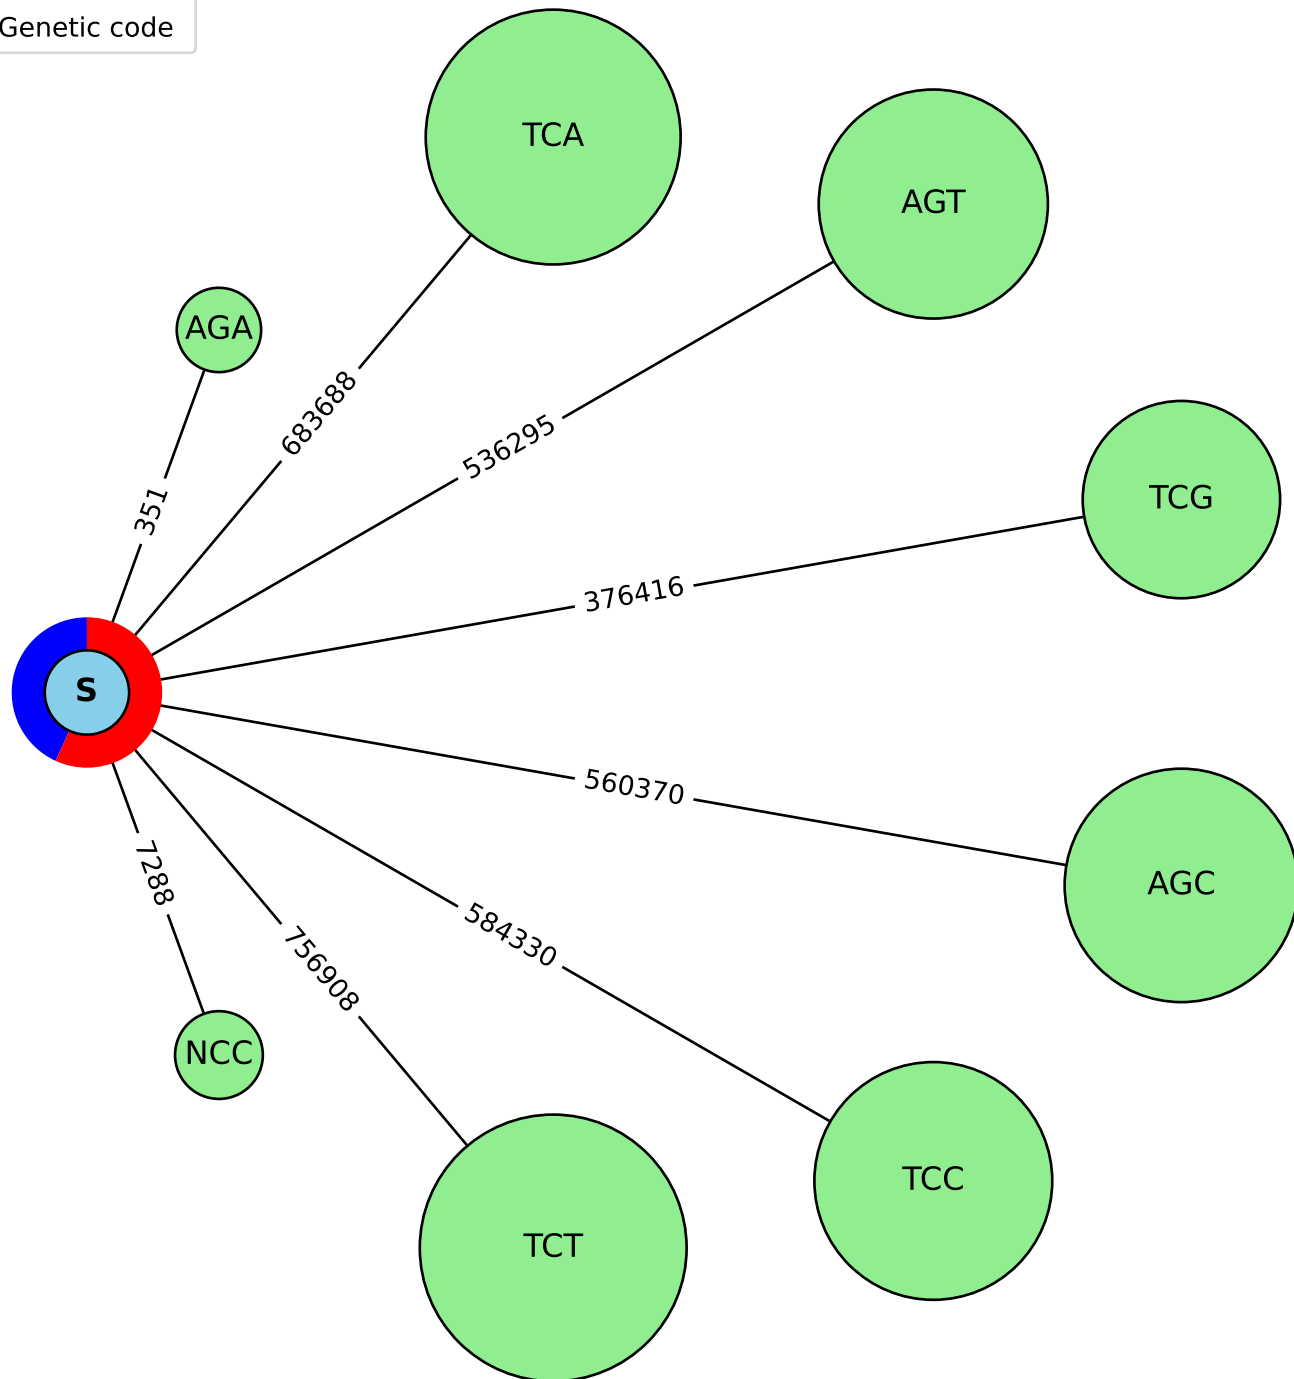 Genetic code
TCA
AGT
AGA
683688
536295
351
TCG
376416
S
560370
AGC
7288
584330
756908
NCC
TCC
TCT